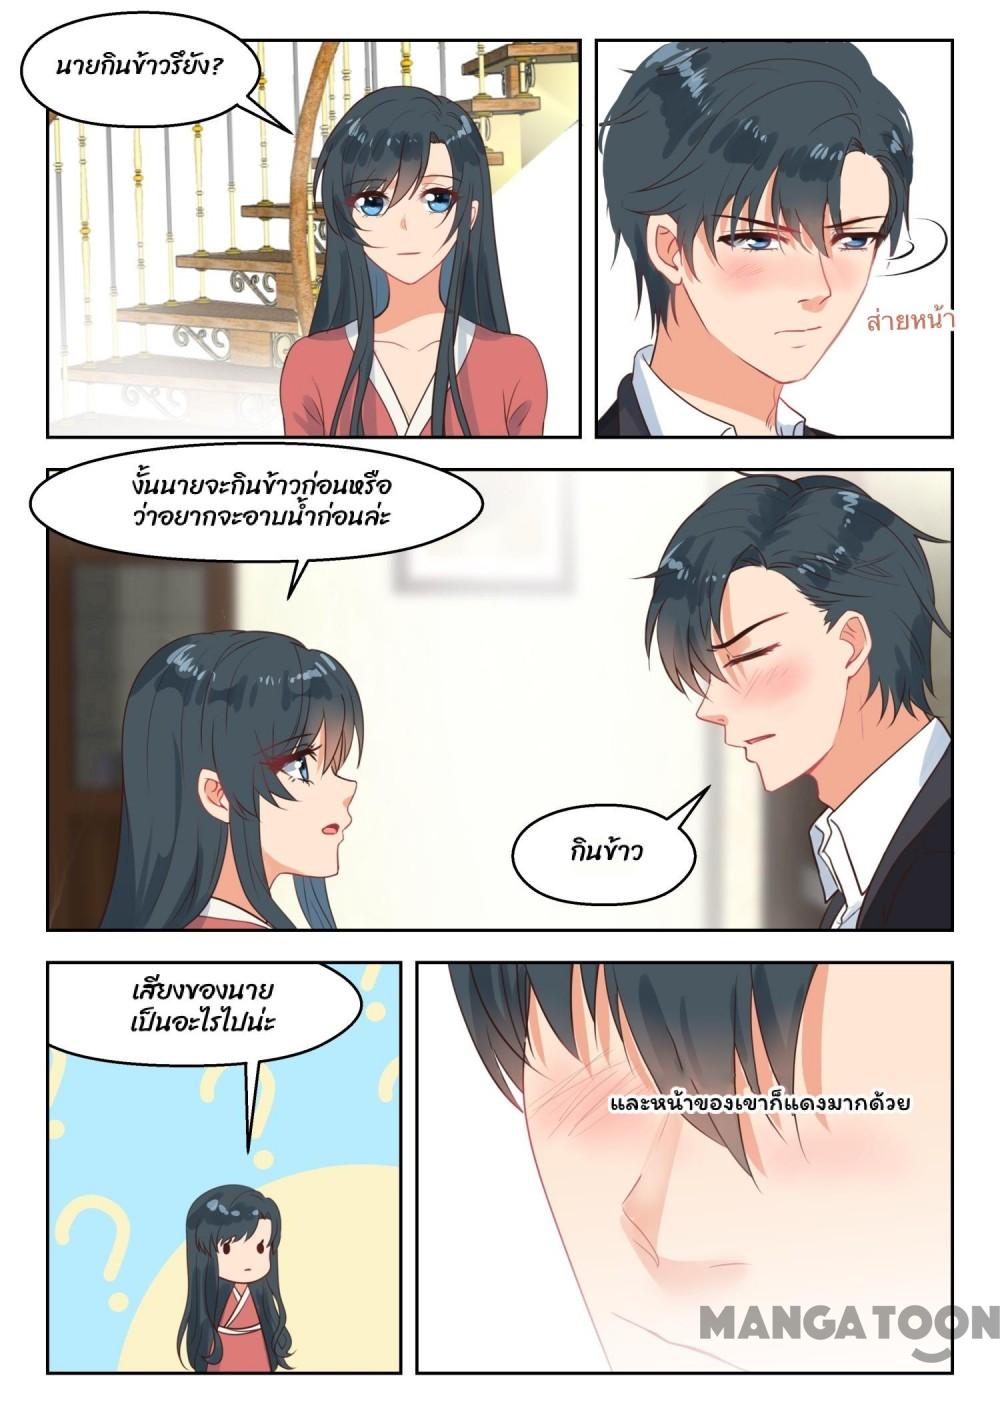 นายกินข้าวรึยัง?
ส่ายหน้า
งั้นนายจะกินข้าวก่อนหรือ
ว่าอยากจะอาบน้ำก่อนล่ะ
กินข้าว
เสียงของนาย
เป็นอะไรไปน่ะ
และหน้าของเขาก็แดงมากด้วย
MANGATOON